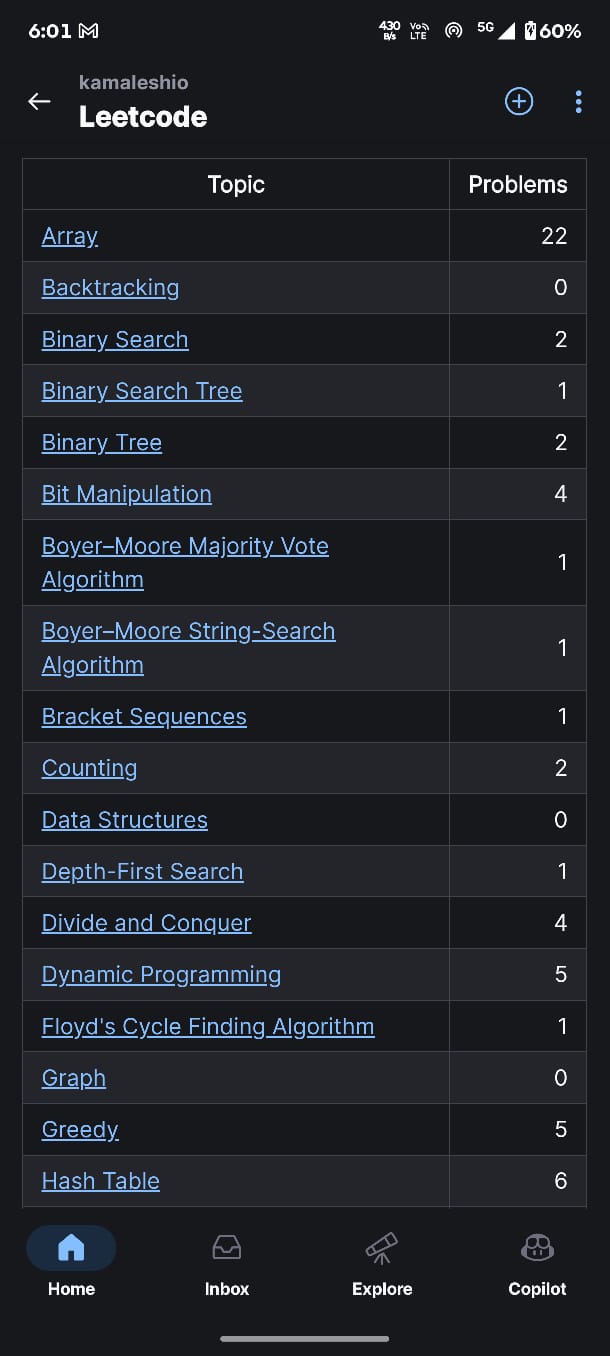 6:01
430
B/s
Vo
LTE
5G
60%
kamaleshio
Leetcode
Topic Problems
Array 22
Backtracking 0
Binary Search 2
Binary Search Tree 1
Binary Tree 2
Bit Manipulation 4
Boyer–Moore Majority Vote
Algorithm 1
Boyer–Moore String-Search
Algorithm 1
Bracket Sequences 1
Counting 2
Data Structures 0
Depth-First Search 1
Divide and Conquer 4
Dynamic Programming 5
Floyd's Cycle Finding Algorithm 1
Graph 0
Greedy 5
Hash Table 6
Home Inbox Explore Copilot